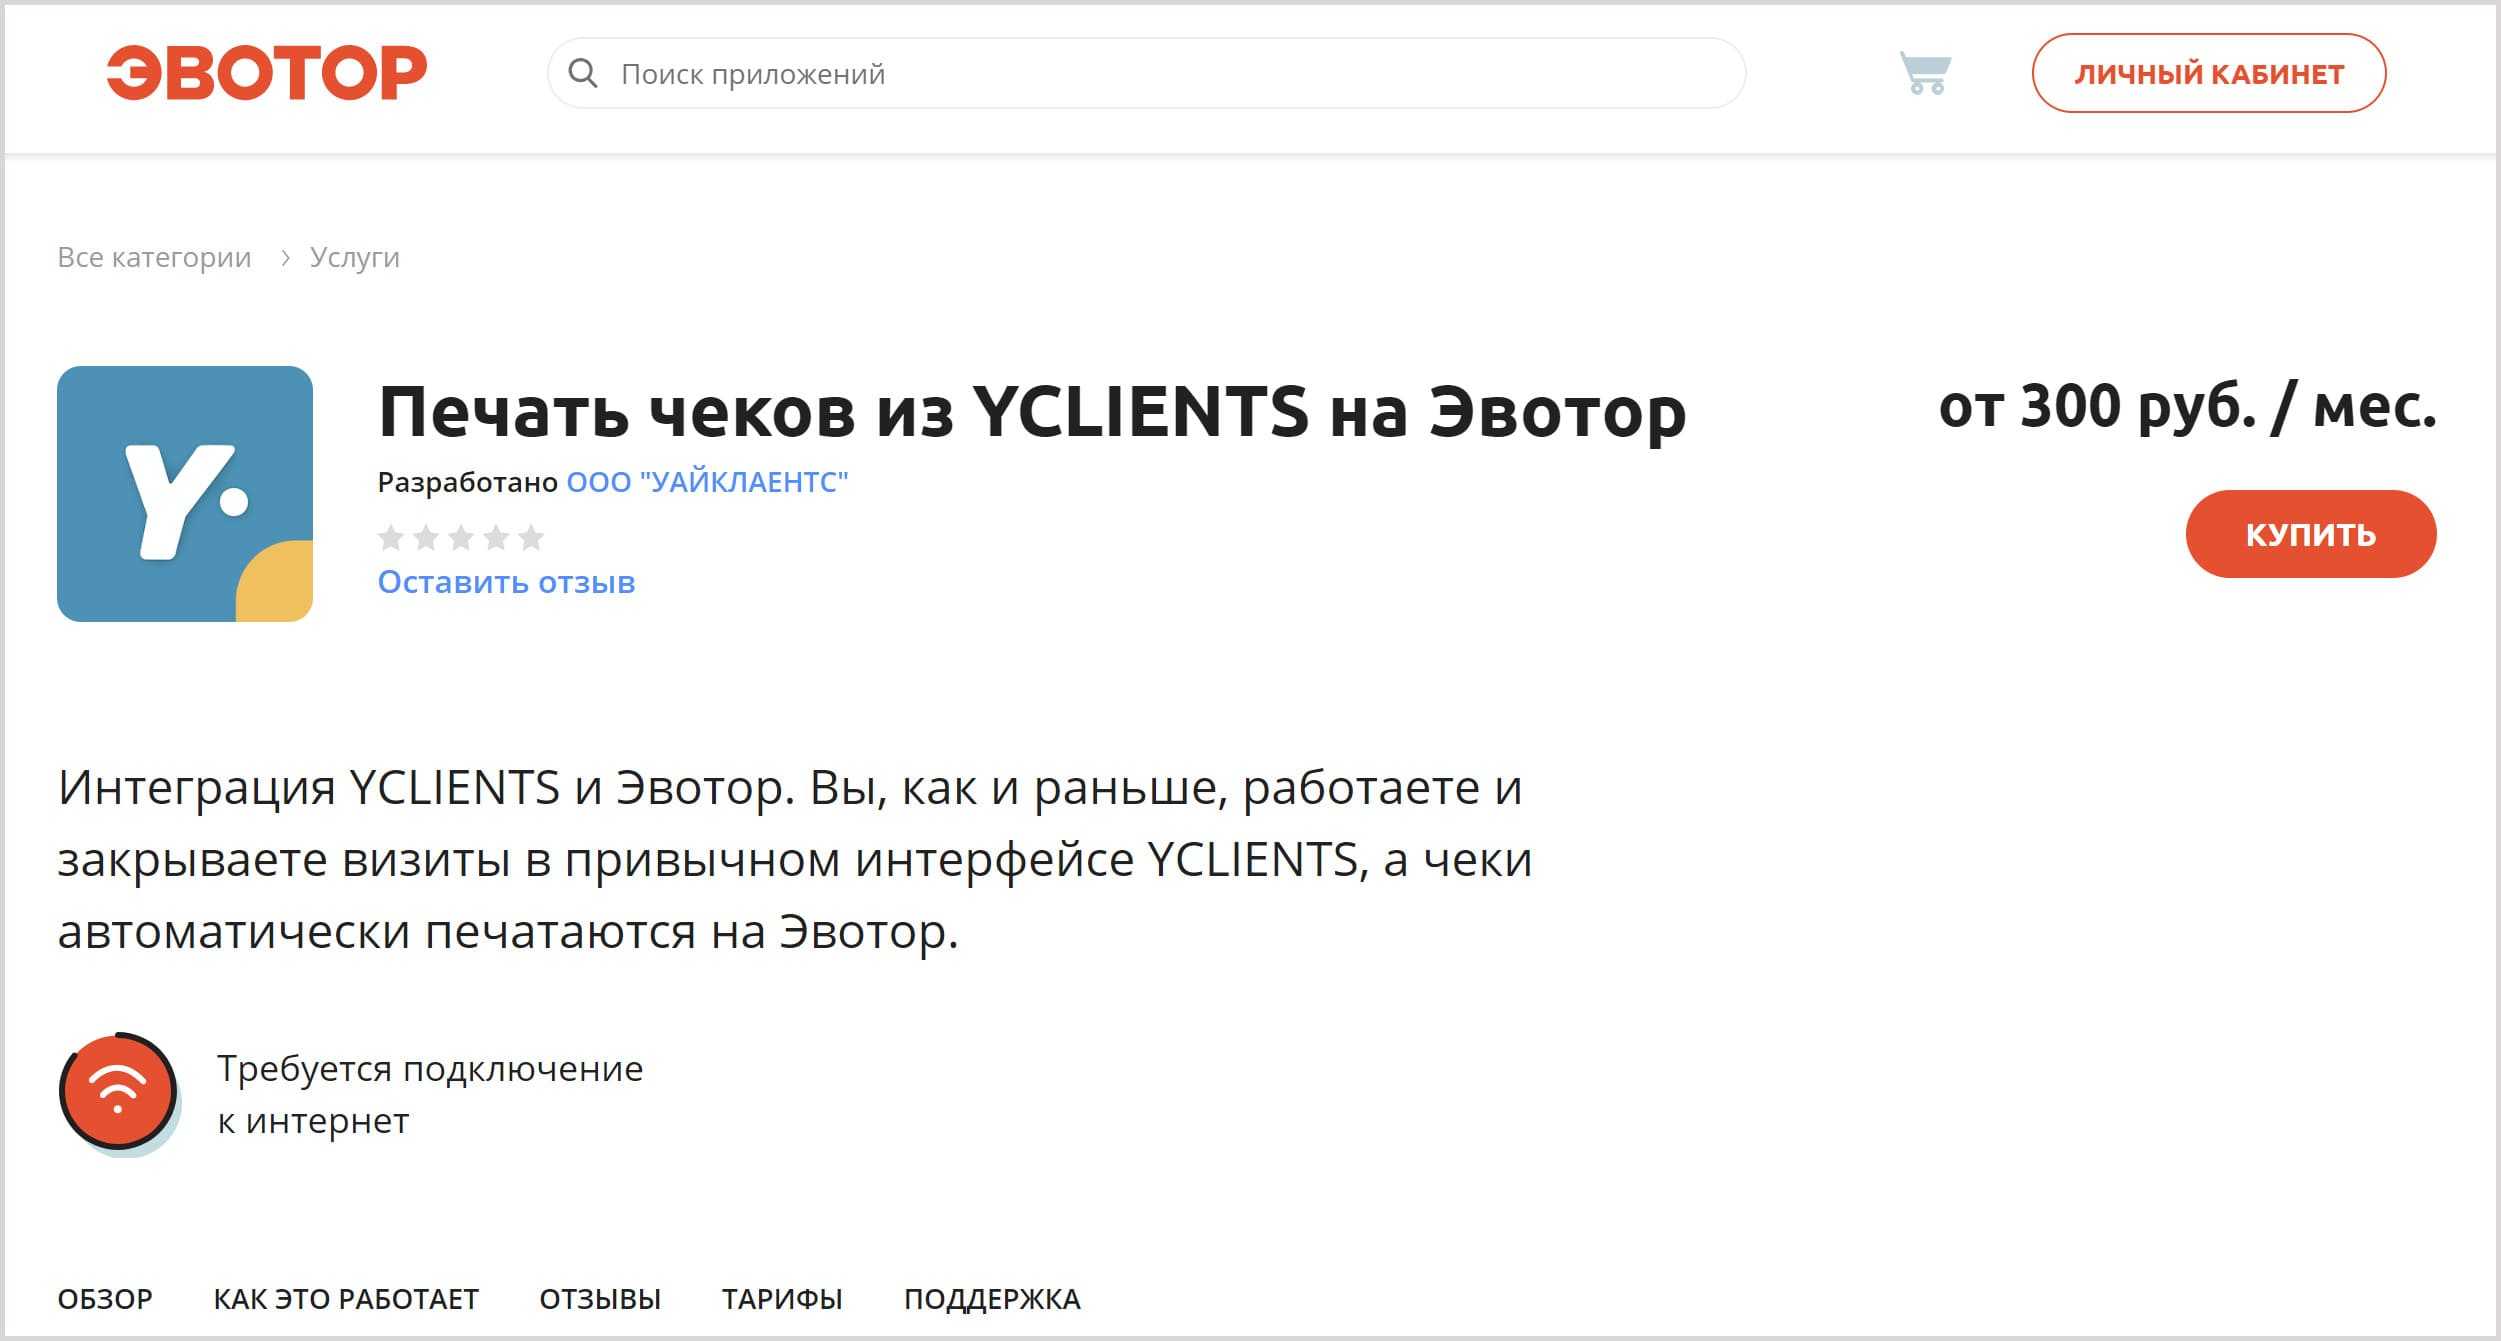 ЭВОТОР
Поиск приложений
ЛИЧНЫЙ КАБИНЕТ
Все категории > Услуги
Y.
Печать чеков из YCLIENTS на Эвотор
от 300 руб. / мес.
Разработано ООО "УАЙКЛАЕНТС"
КУПИТЬ
Оставить отзыв
Интеграция YCLIENTS и Эвотор. Вы, как и раньше, работаете и
закрываете визиты в привычном интерфейсе YCLIENTS, а чеки
автоматически печатаются на Эвотор.
Требуется подключение
к интернет
ОБЗОР КАК ЭТО РАБОТАЕТ ОТЗЫВЫ ТАРИФЫ ПОДДЕРЖКА